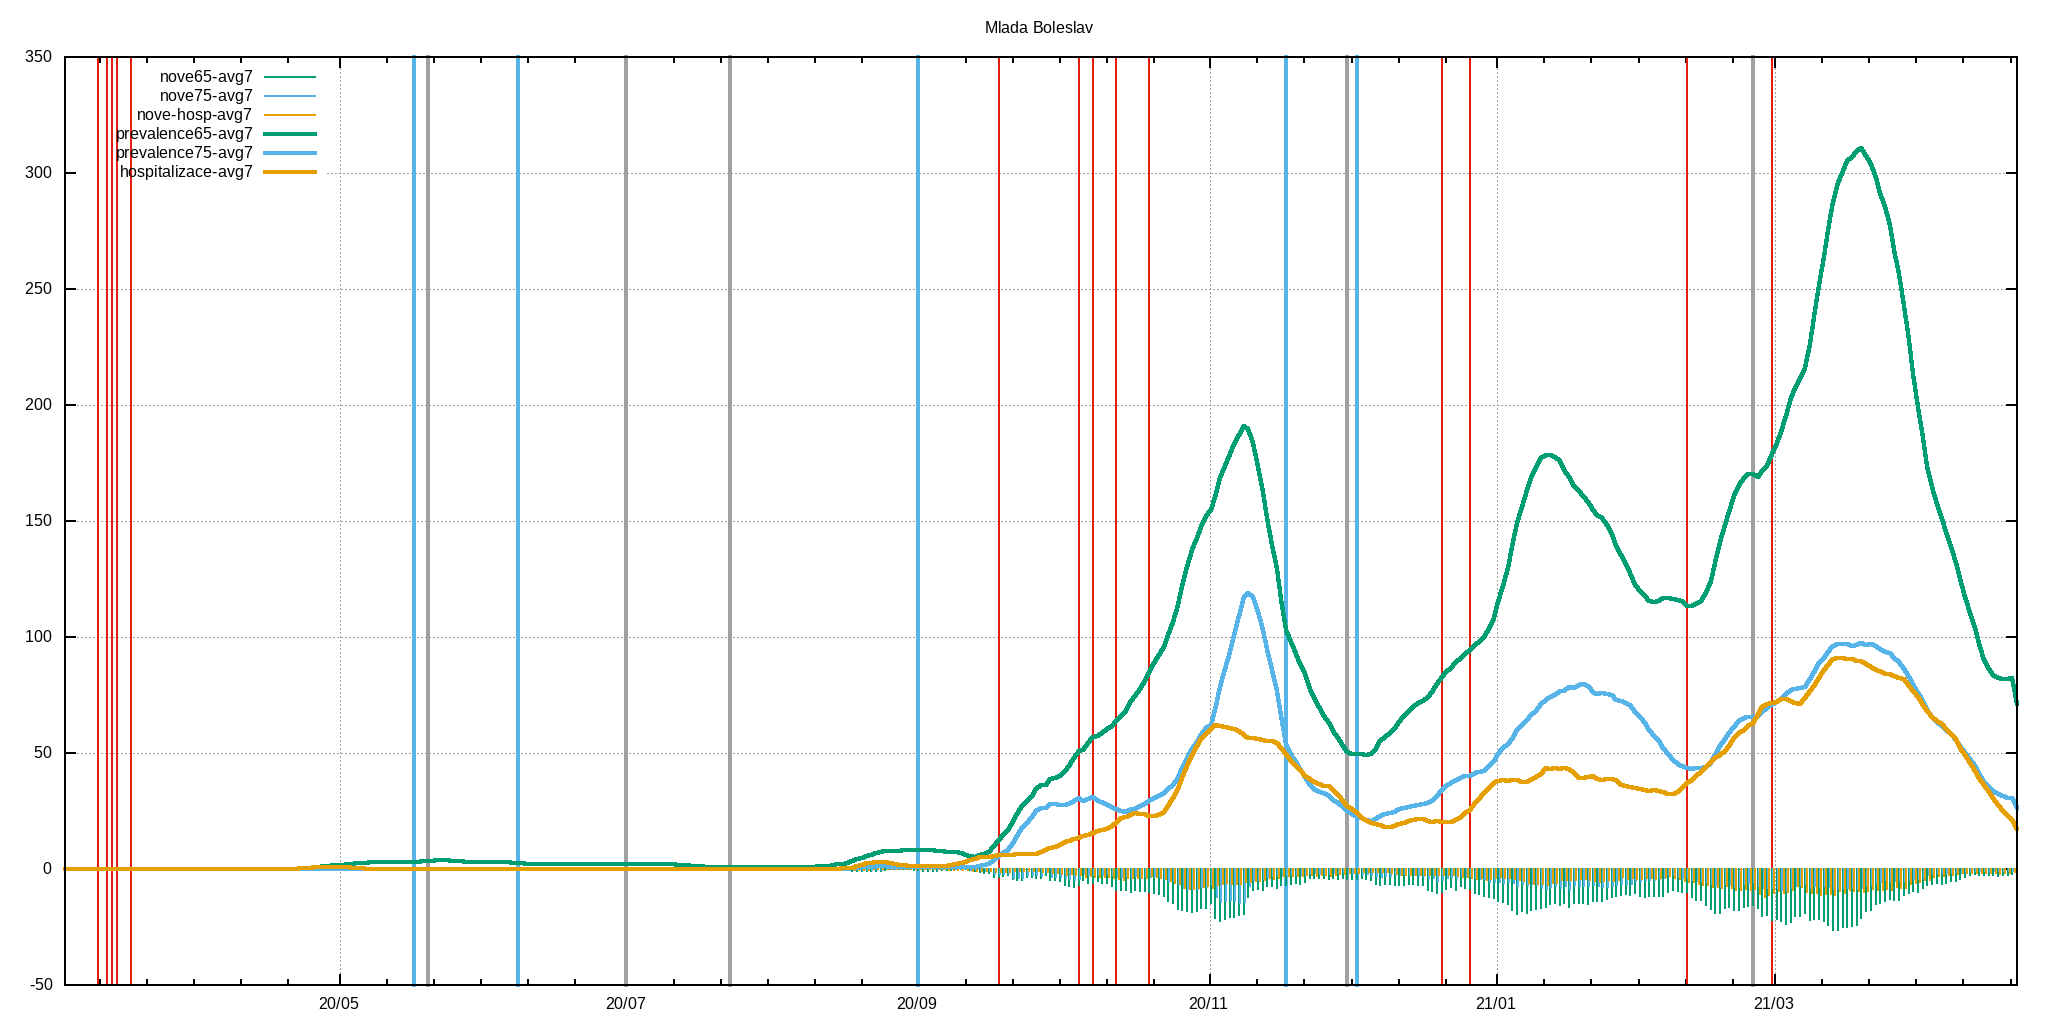 Mlada Boleslav
350
300
250
200
150
100
50
0
-50
nove65-avg7
nove75-avg7
nove-hosp-avg7
prevalence65-avg7
prevalence75-avg7
hospitalizace-avg7
20/05 20/07 20/09 20/11 21/01 21/03